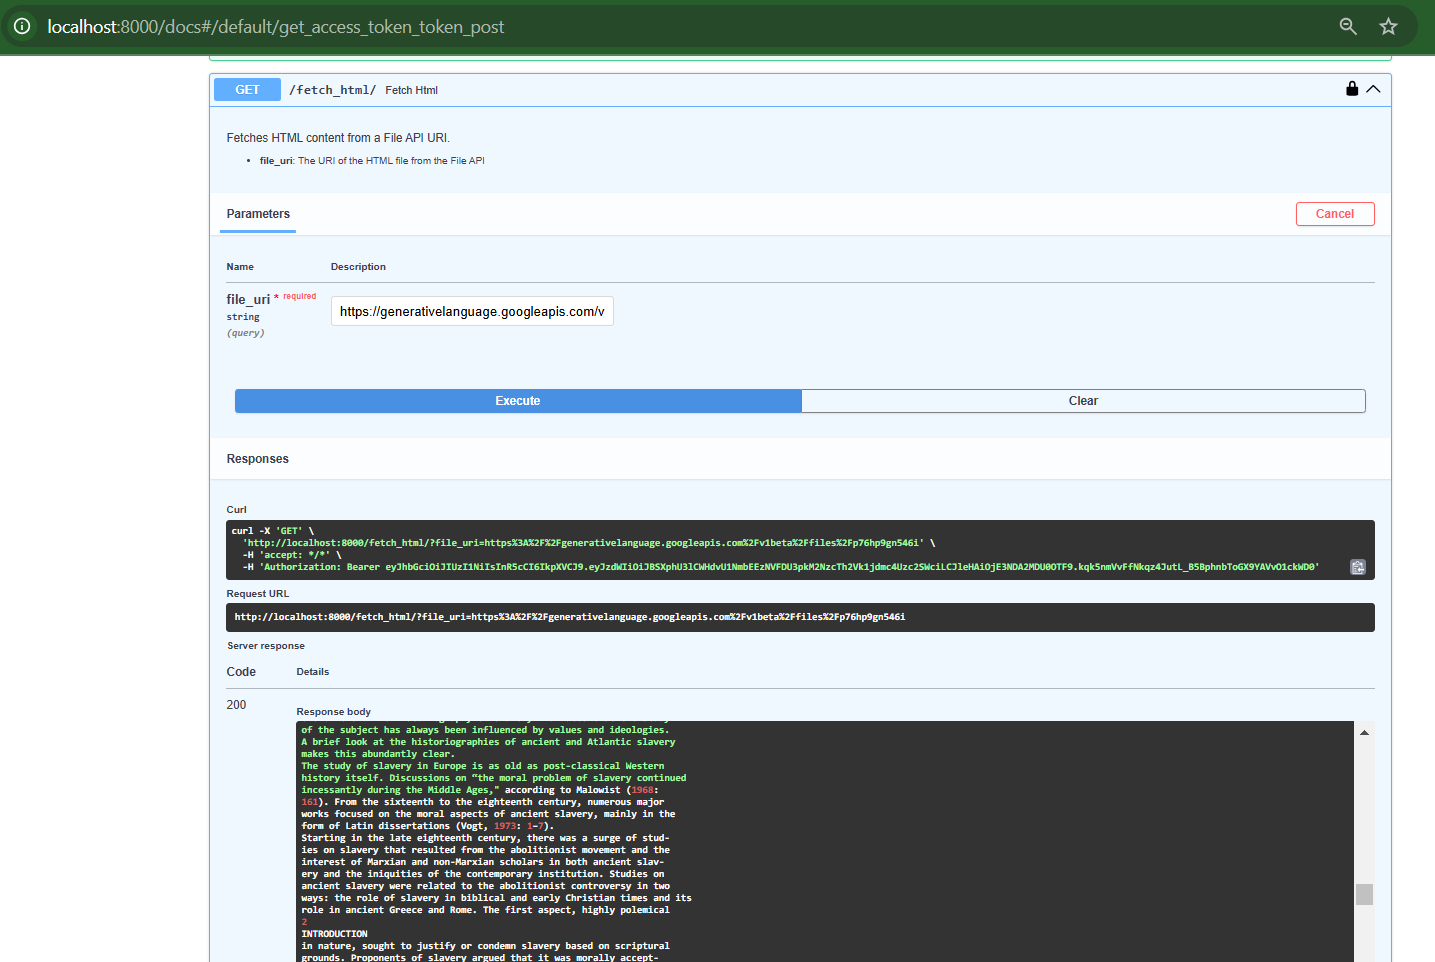 localhost:8000/docs#/default/get_access_token_token_post
GET /fetch_html/ Fetch Html
Fetches HTML content from a File API URI.
• file_uri: The URI of the HTML file from the File API
Parameters
Cancel
Name Description
file_uri * required
string
(query)
https://generativelanguage.googleapis.com/v
Execute
Clear
Responses
Curl
curl -X 'GET' \
'http://localhost:8000/fetch_html/?file_uri=https%3A%2F%2Fgenerativelanguage.googleapis.com%2Fv1beta%2Ffiles%2Fp76hp9gn546i' \
-H 'accept: */*' \
-H 'Authorization: Bearer
Request URL
http://localhost:8000/fetch_html/?file_uri=https%3A%2F%2Fgenerativelanguage.googleapis.com%2Fv1beta%2Ffiles%2Fp76hp9gn546i
Server response
Code Details
200
Response body
of the subject has always been influenced by values and ideologies.
A brief look at the historiographies of ancient and Atlantic slavery
makes this abundantly clear.
The study of slavery in Europe is as old as post-classical Western
history itself. Discussions on “the moral problem of slavery continued
incessantly during the Middle Ages," according to Malowist (1968:
161). From the sixteenth to the eighteenth century, numerous major
works focused on the moral aspects of ancient slavery, mainly in the
form of Latin dissertations (Vogt, 1973: 1-7).
Starting in the late eighteenth century, there was a surge of stud-
ies on slavery that resulted from the abolitionist movement and the
interest of Marxian and non-Marxian scholars in both ancient slav-
ery and the iniquities of the contemporary institution. Studies on
ancient slavery were related to the abolitionist controversy in two
ways: the role of slavery in biblical and early Christian times and its
role in ancient Greece and Rome. The first aspect, highly polemical
2
INTRODUCTION
in nature, sought to justify or condemn slavery based on scriptural
grounds. Proponents of slavery argued that it was morally accept-